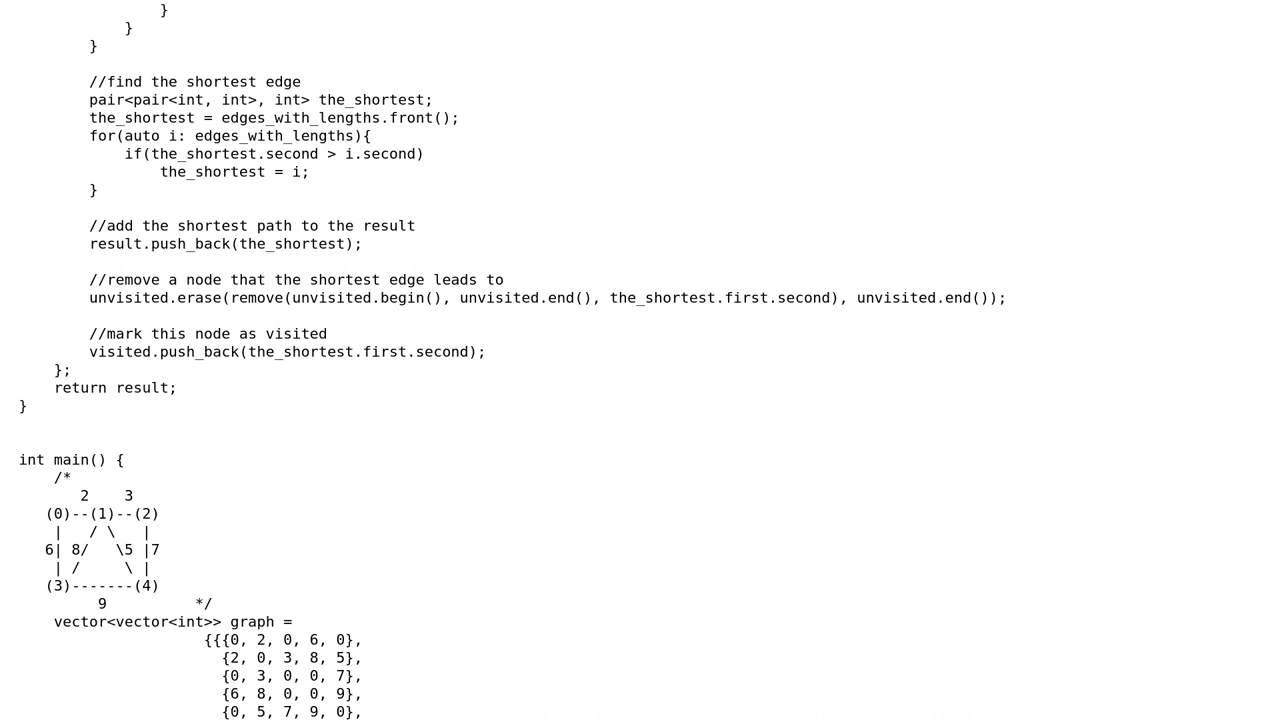 }
            }
        }

        //find the shortest edge
        pair<pair<int, int>, int> the_shortest;
        the_shortest = edges_with_lengths.front();
        for(auto i: edges_with_lengths){
            if(the_shortest.second > i.second)
                the_shortest = i;
        }

        //add the shortest path to the result
        result.push_back(the_shortest);

        //remove a node that the shortest edge leads to
        unvisited.erase(remove(unvisited.begin(), unvisited.end(), the_shortest.first.second), unvisited.end());

        //mark this node as visited
        visited.push_back(the_shortest.first.second);
    };
    return result;
}


int main() {
    /*
       2    3
   (0)--(1)--(2)
    |   / \   |
   6| 8/   \5 |7
    | /     \ |
   (3)-------(4)
         9          */
    vector<vector<int>> graph =
                     {{{0, 2, 0, 6, 0},
                       {2, 0, 3, 8, 5},
                       {0, 3, 0, 0, 7},
                       {6, 8, 0, 0, 9},
                       {0, 5, 7, 9, 0},